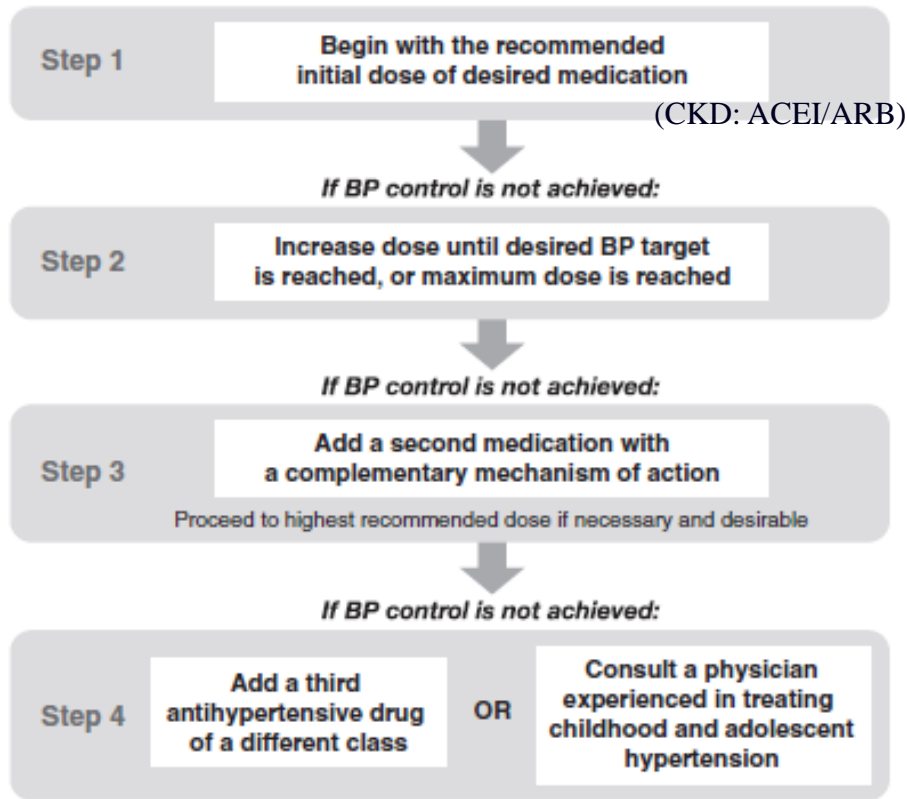 Step 1
Begin with the recommended
initial dose of desired medication
(CKD: ACEI/ARB)
If BP control is not achieved:
Step 2
Increase dose until desired BP target
is reached, or maximum dose is reached
If BP control is not achieved:
Step 3
Add a second medication with
a complementary mechanism of action
Proceed to highest recommended dose if necessary and desirable
If BP control is not achieved:
Step 4
Add a third
antihypertensive drug
of a different class
OR
Consult a physician
experienced in treating
childhood and adolescent
hypertension